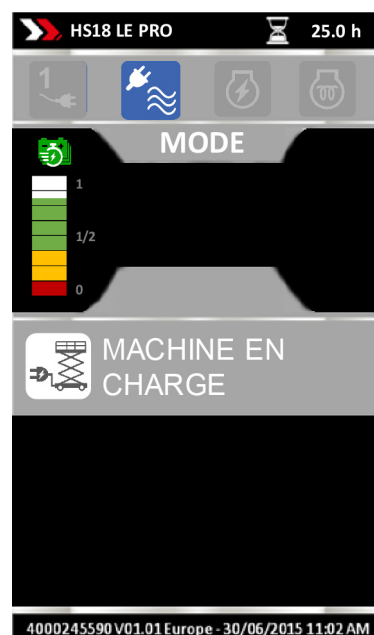 HS18 LE PRO
25.0 h
1
MODE
1
1/2
0
MACHINE EN
CHARGE
4000245590 V01.01 Europe - 30/06/2015 11:02 AM